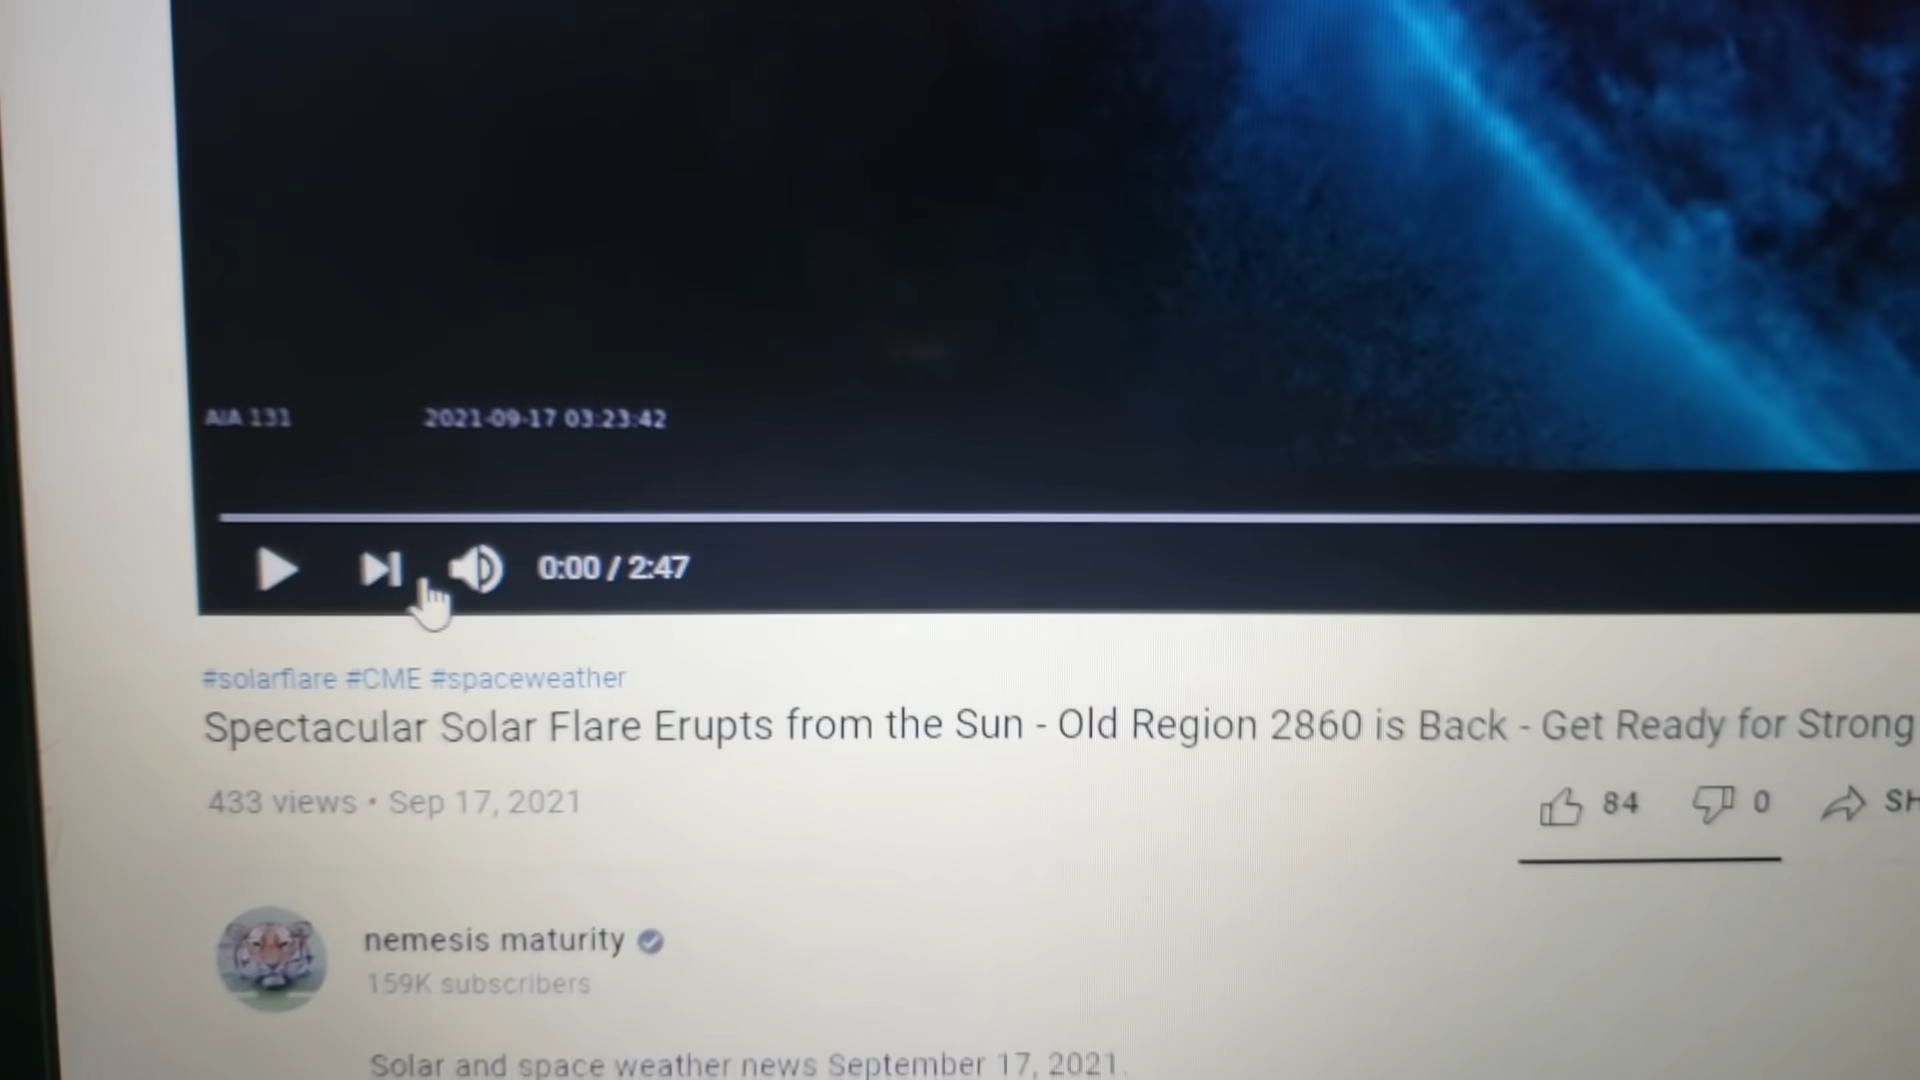 AIA 131 2021-09-17 03:23:42
0:00 / 2:47
#solarflare #CME #spaceweather
Spectacular Solar Flare Erupts from the Sun - Old Region 2860 is Back - Get Ready for Strong
433 views • Sep 17, 2021
84 0 SH
nemesis maturity
159K subscribers
Solar and space weather news September 17, 2021.